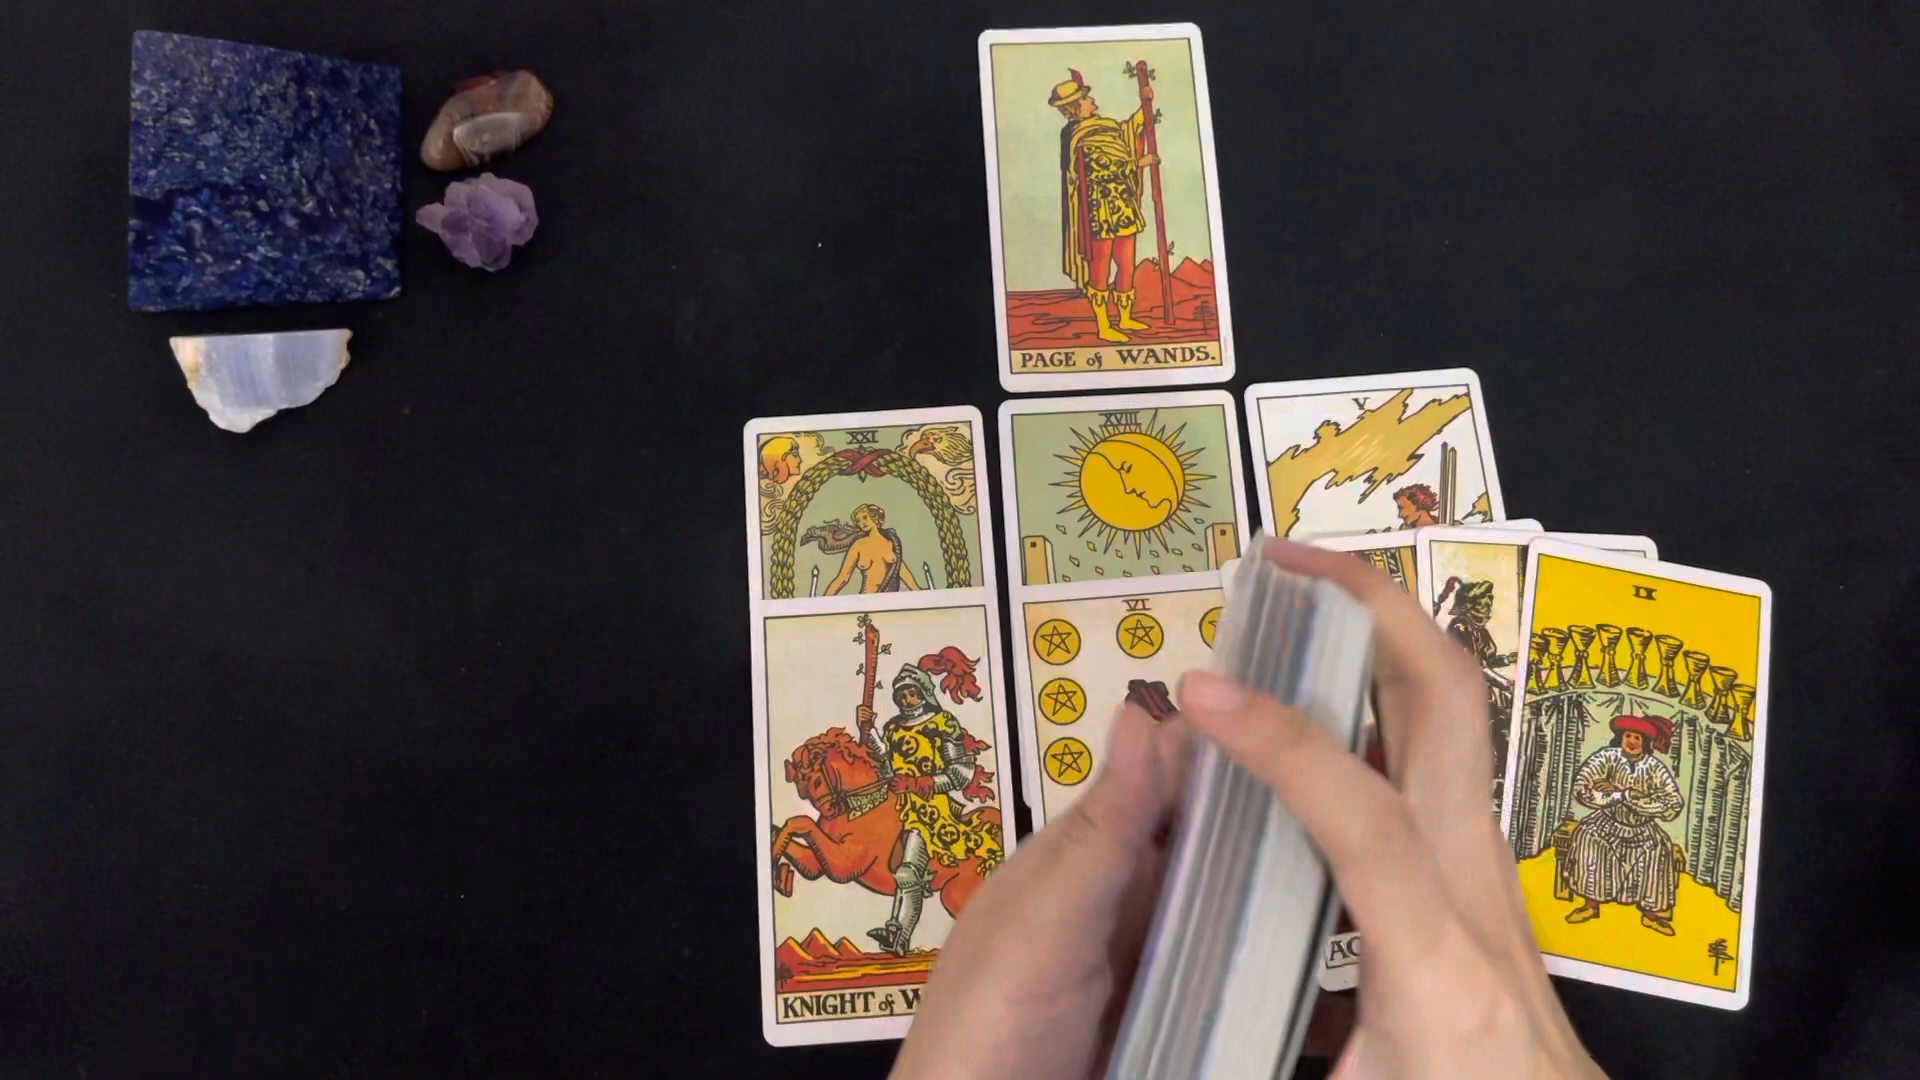 PAGE of WANDS.
XXI
XVIII
V
VI
IX
KNIGHT of W
AC